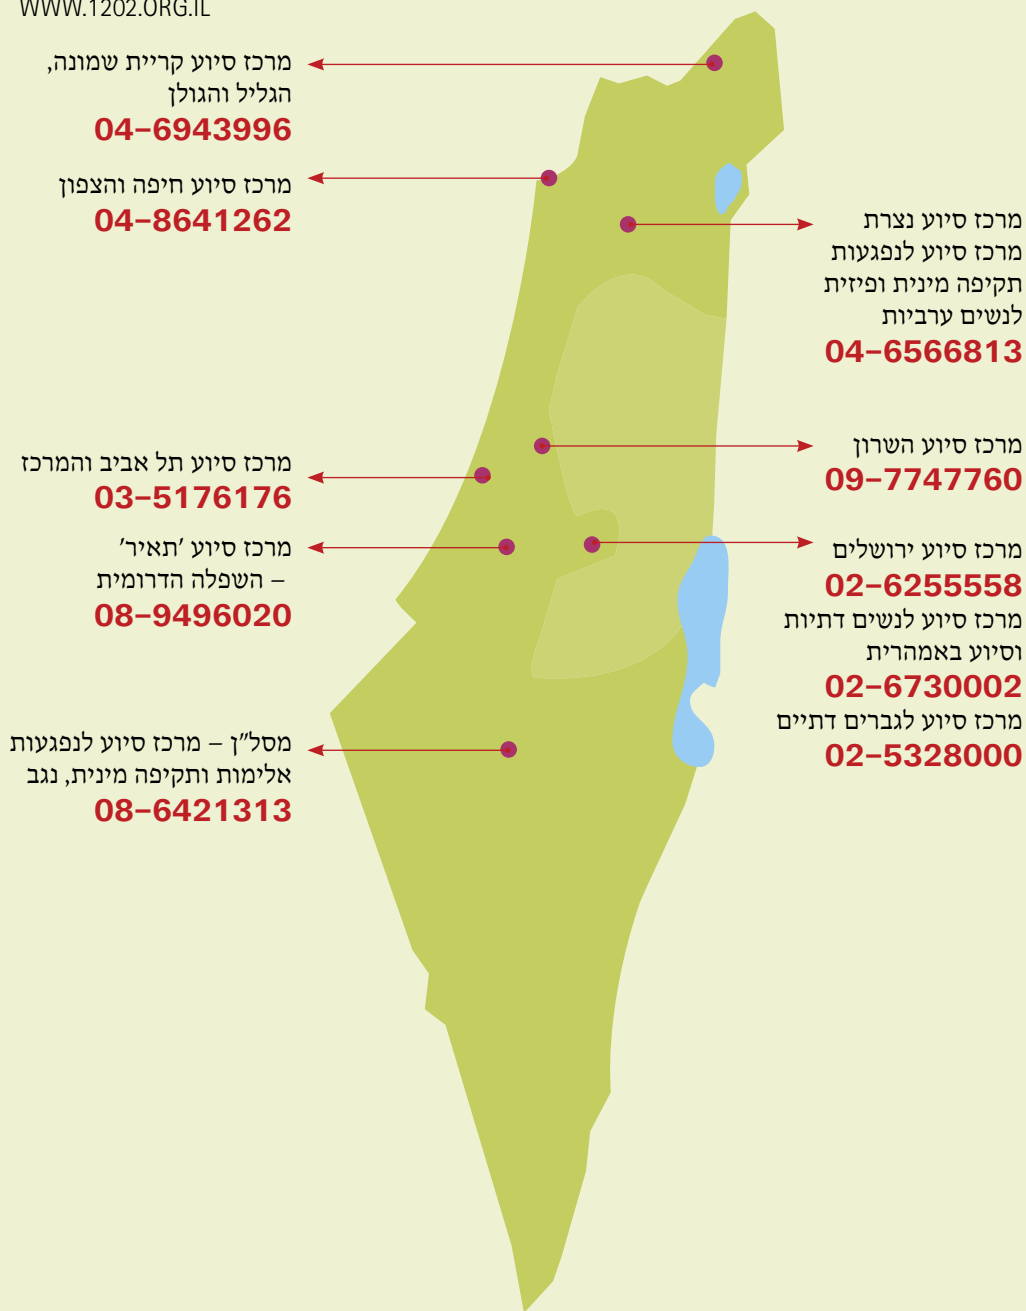 WWW.1202.ORG.IL
מרכז סיוע קריית שמונה,
הגליל והגולן
04–6943996
מרכז סיוע חיפה והצפון
04–8641262
מרכז סיוע נצרת
מרכז סיוע לנפגעות
תקיפה מינית ופיזית
לנשים ערביות
04–6566813
מרכז סיוע השרון
09–7747760
מרכז סיוע תל אביב והמרכז
03–5176176
מרכז סיוע 'תאיר'
– השפלה הדרומית
08–9496020
מרכז סיוע ירושלים
02–6255558
מרכז סיוע לנשים דתיות
וסיוע באמהרית
02–6730002
מרכז סיוע לגברים דתיים
02–5328000
מסל"ן – מרכז סיוע לנפגעות
אלימות ותקיפה מינית, נגב
08–6421313